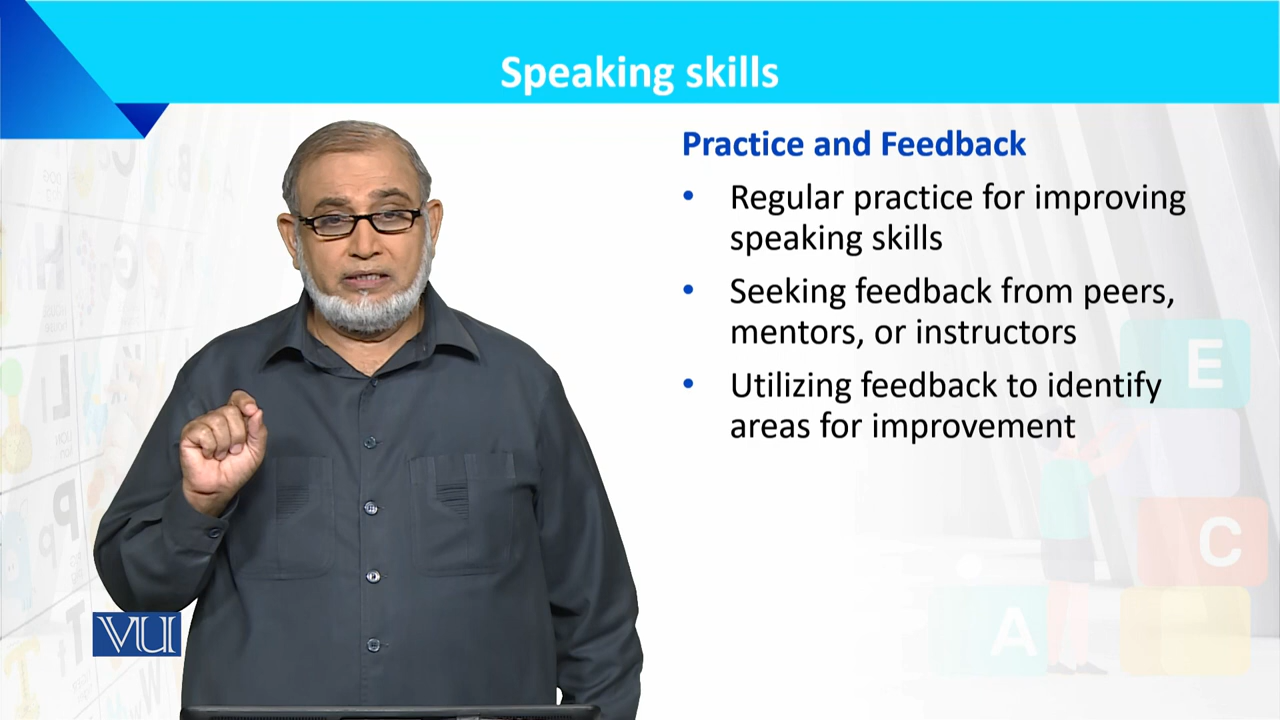 Speaking skills
Practice and Feedback
• Regular practice for improving
speaking skills
• Seeking feedback from peers,
mentors, or instructors
• Utilizing feedback to identify
areas for improvement
E
C
A
VU